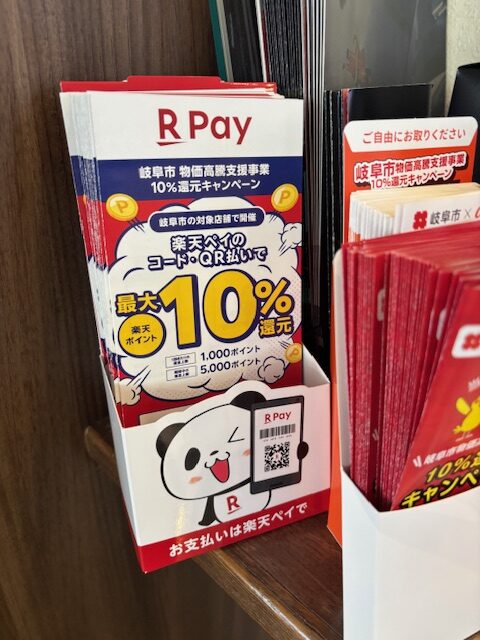 R Pay
岐阜市 物価高騰支援事業
10%還元キャンペーン
岐阜市の対象店舗で開催
楽天ペイの
コード・QR払いで
最大10%還元
楽天
ポイント
1,000ポイント
5,000ポイント
R Pay
R
お支払いは楽天ペイで
ご自由にお取りください
岐阜市 物価高騰支援事業
10%還元キャンペーン
岐阜市 ×
岐阜市物価
10%還
キャンペ